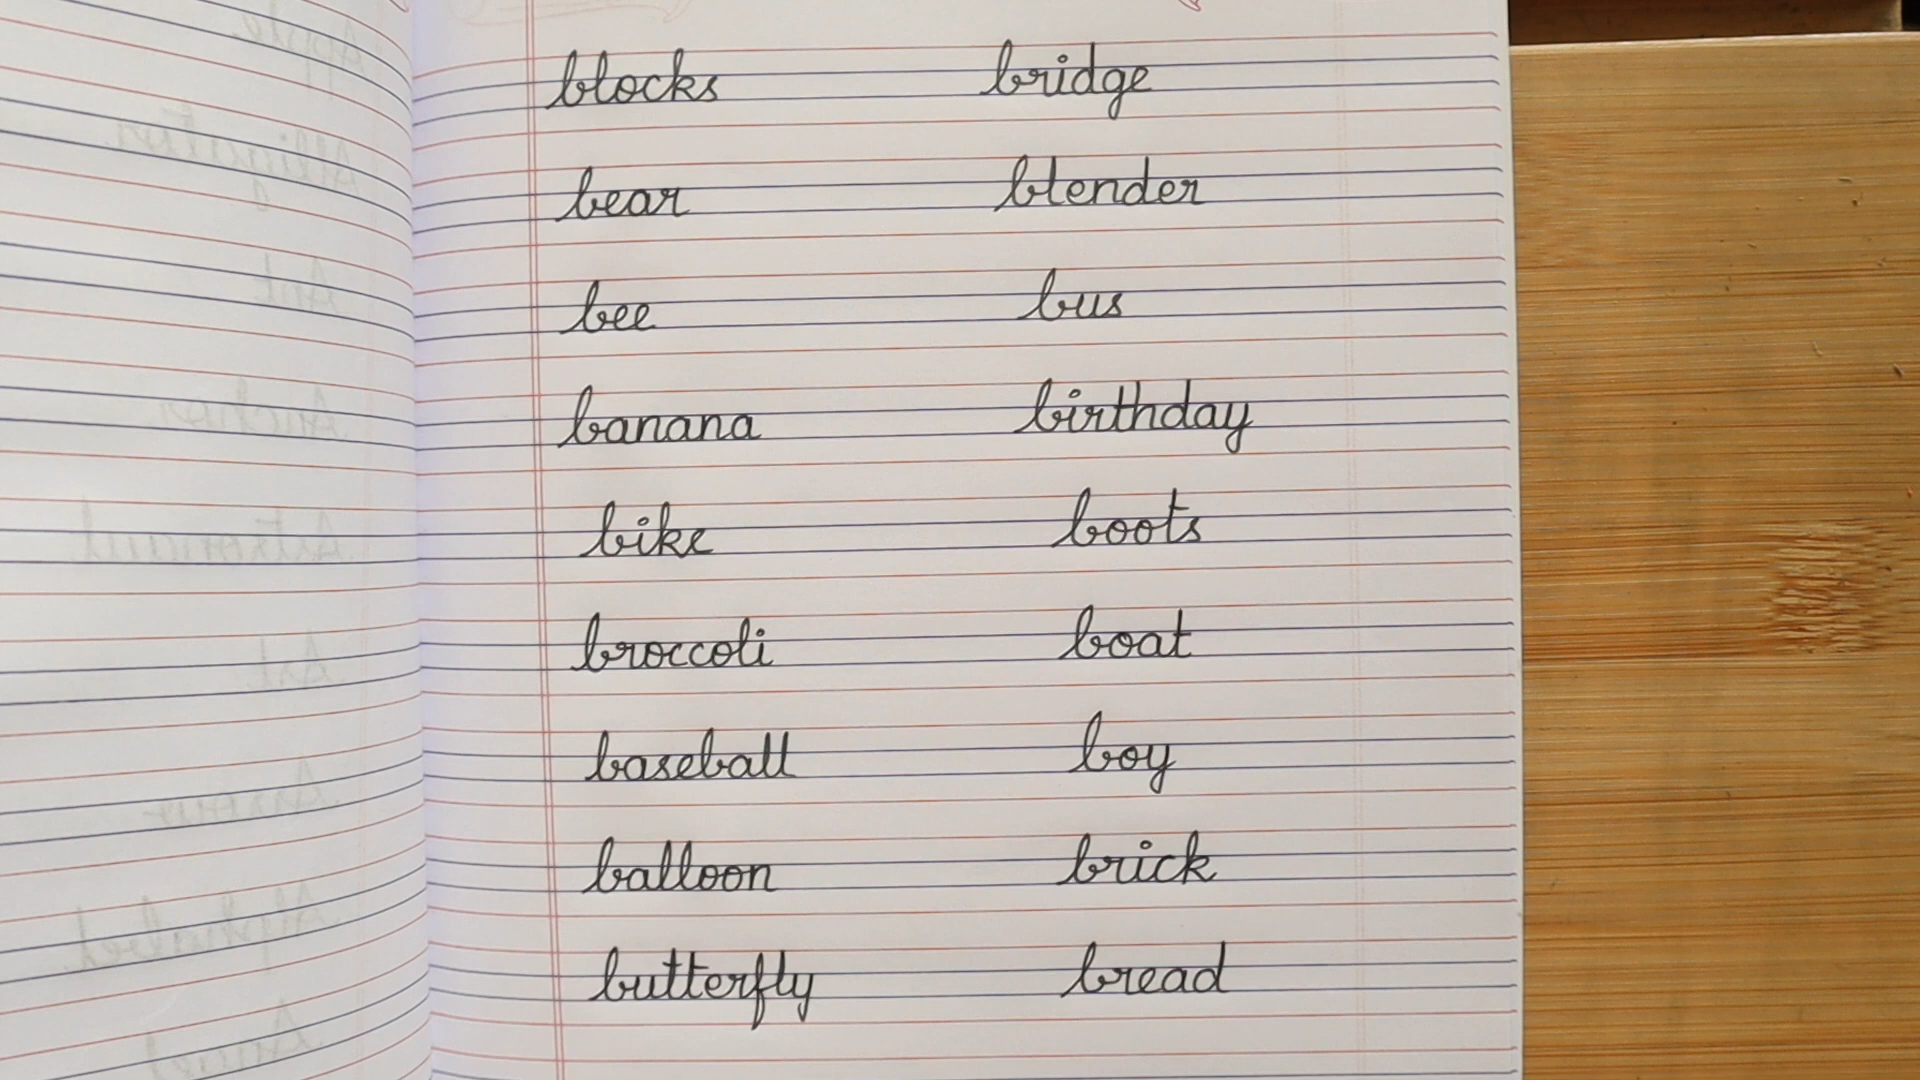 blocks bridge
bear blender
bee bus
banana birthday
bike boots
broccoli boat
baseball boy
balloon brick
butterfly bread